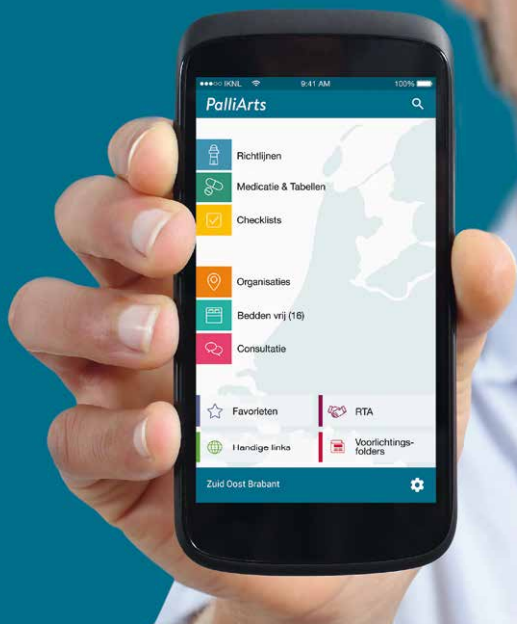 IKNL 9:41 AM 100%
PalliArts
Richtlijnen
Medicatie & Tabellen
Checklists
Organisaties
Bedden vrij (16)
Consultatie
Favorieten
RTA
Handige links
Voorlichtings-
folders
Zuid Oost Brabant